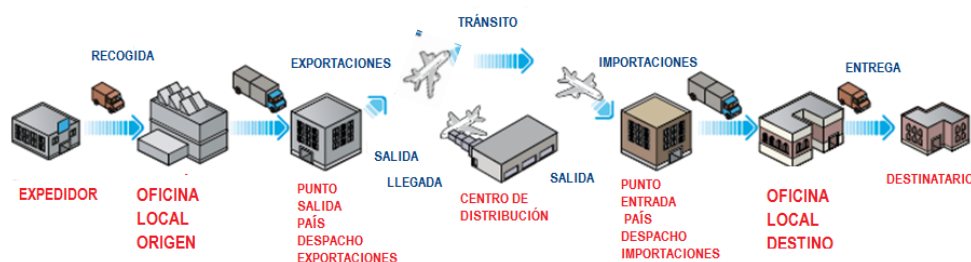 TRÁNSITO
RECOGIDA
EXPORTACIONES
IMPORTACIONES
ENTREGA
SALIDA
LLEGADA
SALIDA
EXPEDIDOR
OFICINA
LOCAL
ORIGEN
PUNTO
SALIDA
PAÍS
DESPACHO
EXPORTACIONES
CENTRO DE
DISTRIBUCIÓN
PUNTO
ENTRADA
PAÍS
DESPACHO
IMPORTACIONES
OFICINA
LOCAL
DESTINO
DESTINATARIO